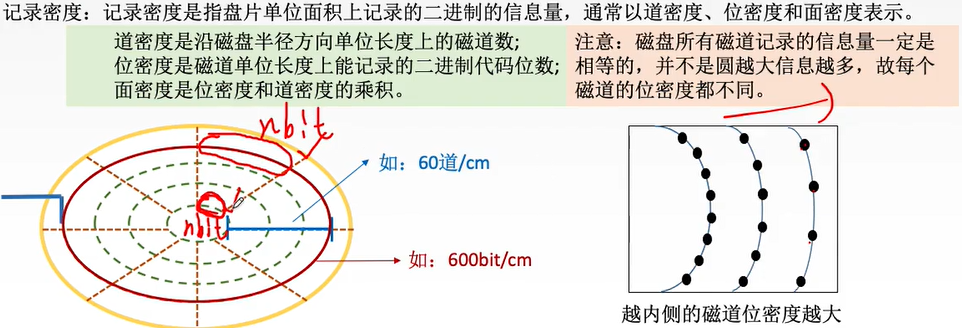 记录密度：记录密度是指盘片单位面积上记录的二进制的信息量，通常以道密度、位密度和面密度表示。
道密度是沿磁盘半径方向单位长度上的磁道数;
位密度是磁道单位长度上能记录的二进制代码位数;
面密度是位密度和道密度的乘积。
注意：磁盘所有磁道记录的信息量一定是
相等的，并不是圆越大信息越多，故每个
磁道的位密度都不同。
nbit
如：60道/cm
nbit
如：600bit/cm
越内侧的磁道位密度越大